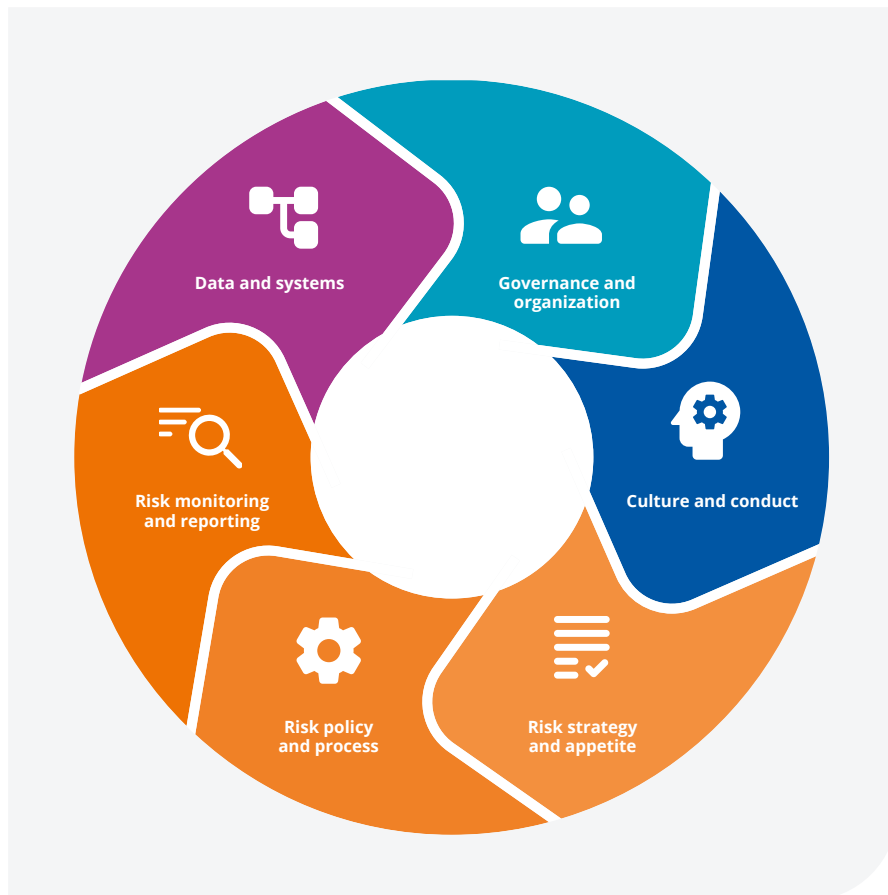 Data and systems
Governance and
organization
Risk monitoring
and reporting
Culture and conduct
Risk policy
and process
Risk strategy
and appetite